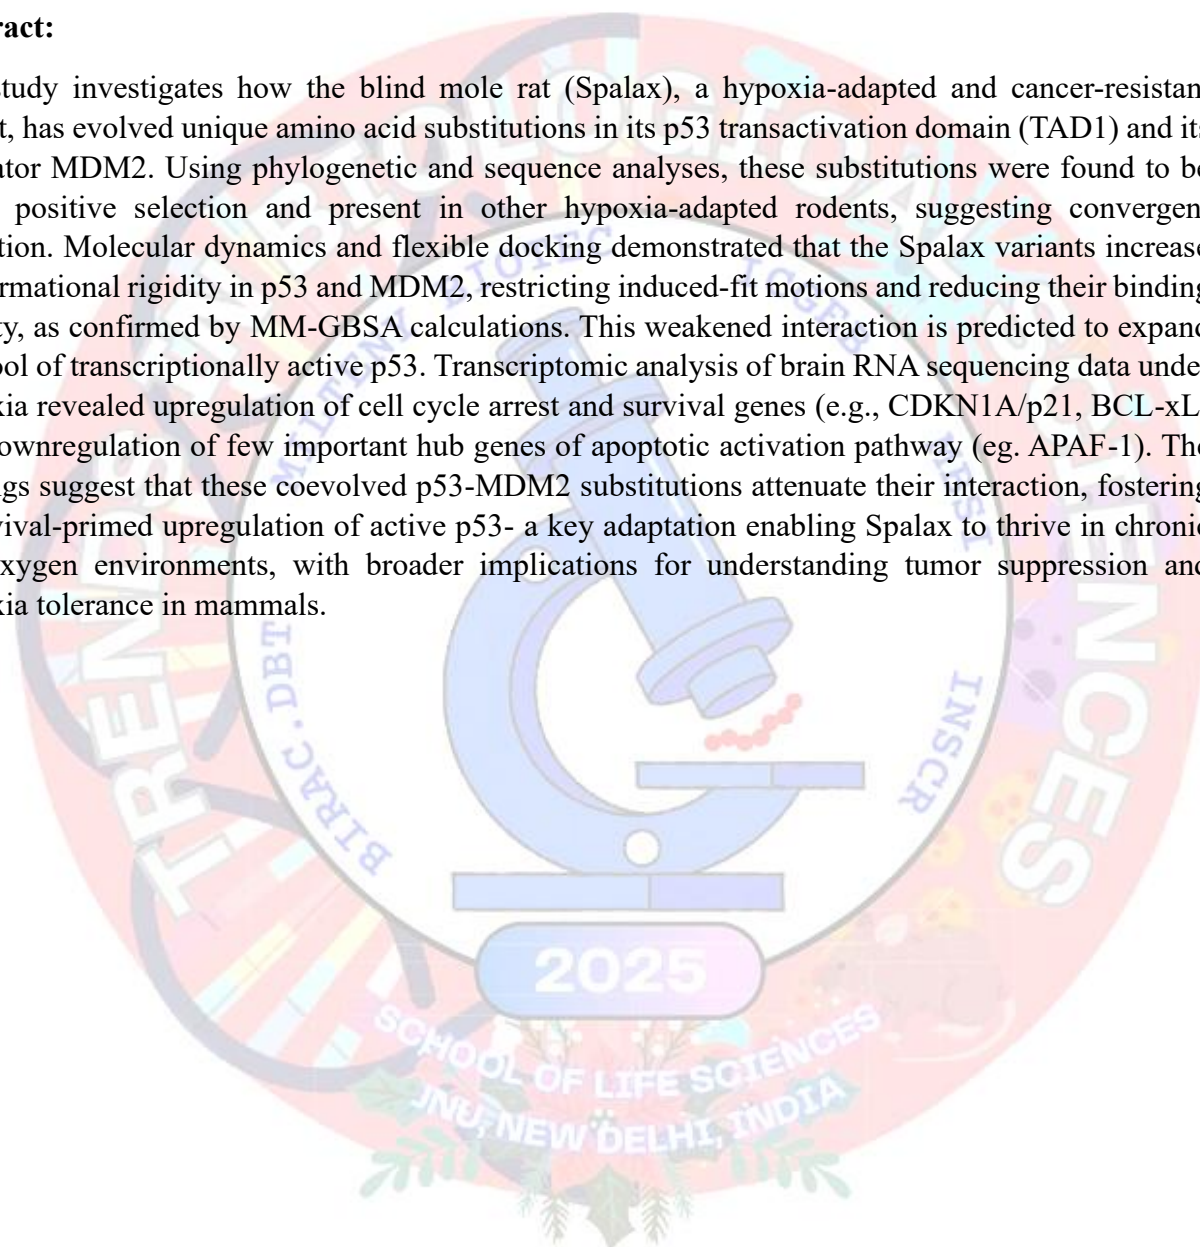 ract:
study investigates how the blind mole rat (Spalax), a hypoxia-adapted and cancer-resistan
t, has evolved unique amino acid substitutions in its p53 transactivation domain (TAD1) and it
ator MDM2. Using phylogenetic and sequence analyses, these substitutions were found to be
positive selection and present in other hypoxia-adapted rodents, suggesting convergen
tion. Molecular dynamics and flexible docking demonstrated that the Spalax variants increase
rmational rigidity in p53 and MDM2, restricting induced-fit motions and reducing their binding
ty, as confirmed by MM-GBSA calculations. This weakened interaction is predicted to expand
ool of transcriptionally active p53. Transcriptomic analysis of brain RNA sequencing data unde
xia revealed upregulation of cell cycle arrest and survival genes (e.g., CDKN1A/p21, BCL-xL
ownregulation of few important hub genes of apoptotic activation pathway (eg. APAF-1). The
ngs suggest that these coevolved p53-MDM2 substitutions attenuate their interaction, fostering
vival-primed upregulation of active p53- a key adaptation enabling Spalax to thrive in chronic
xygen environments, with broader implications for understanding tumor suppression and
xia tolerance in mammals.
TRENDS IN BIOLOGICAL SCIENCES
BIRAC.DBT
INSCR
2025
SCHOOL OF LIFE SCIENCES
JNU, NEW DELHI, INDIA